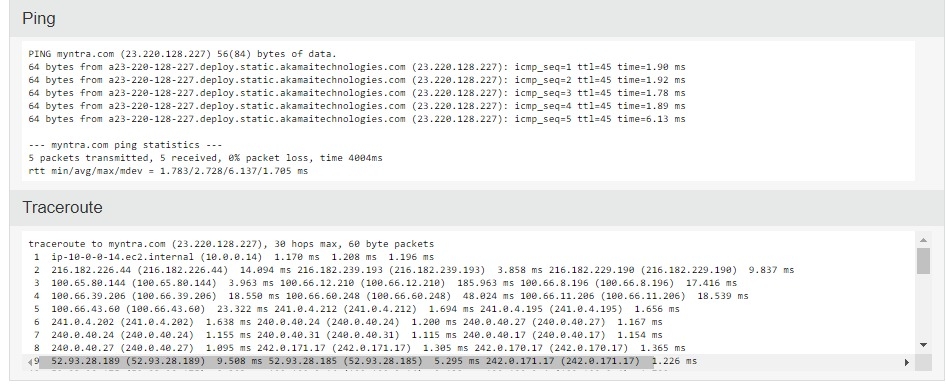 Ping
PING myntra.com (23.220.128.227) 56(84) bytes of data.
64 bytes from a23-220-128-227.deploy.static.akamaitechnologies.com (23.220.128.227): icmp_seq=1 ttl=45 time=1.90 ms
64 bytes from a23-220-128-227.deploy.static.akamaitechnologies.com (23.220.128.227): icmp_seq=2 ttl=45 time=1.92 ms
64 bytes from a23-220-128-227.deploy.static.akamaitechnologies.com (23.220.128.227): icmp_seq=3 ttl=45 time=1.78 ms
64 bytes from a23-220-128-227.deploy.static.akamaitechnologies.com (23.220.128.227): icmp_seq=4 ttl=45 time=1.89 ms
64 bytes from a23-220-128-227.deploy.static.akamaitechnologies.com (23.220.128.227): icmp_seq=5 ttl=45 time=6.13 ms
--- myntra.com ping statistics ---
5 packets transmitted, 5 received, 0% packet loss, time 4004ms
rtt min/avg/max/mdev = 1.783/2.728/6.137/1.705 ms
Traceroute
traceroute to myntra.com (23.220.128.227), 30 hops max, 60 byte packets
1 ip-10-0-0-14.ec2.internal (10.0.0.14) 1.170 ms 1.208 ms 1.196 ms
2 216.182.226.44 (216.182.226.44) 14.094 ms 216.182.239.193 (216.182.239.193) 3.858 ms 216.182.229.190 (216.182.229.190) 9.837 ms
3 100.65.80.144 (100.65.80.144) 3.963 ms 100.66.12.210 (100.66.12.210) 185.963 ms 100.66.8.196 (100.66.8.196) 17.416 ms
4 100.66.39.206 (100.66.39.206) 18.550 ms 100.66.60.248 (100.66.60.248) 48.024 ms 100.66.11.206 (100.66.11.206) 18.539 ms
5 100.66.43.60 (100.66.43.60) 23.322 ms 241.0.4.212 (241.0.4.212) 1.694 ms 241.0.4.195 (241.0.4.195) 1.656 ms
6 241.0.4.202 (241.0.4.202) 1.638 ms 240.0.40.24 (240.0.40.24) 1.200 ms 240.0.40.27 (240.0.40.27) 1.167 ms
7 240.0.40.24 (240.0.40.24) 1.155 ms 240.0.40.31 (240.0.40.31) 1.115 ms 240.0.40.17 (240.0.40.17) 1.154 ms
8 240.0.40.27 (240.0.40.27) 1.095 ms 242.0.171.17 (242.0.171.17) 1.305 ms 242.0.170.17 (242.0.170.17) 1.365 ms
9 52.93.28.189 (52.93.28.189) 9.508 ms 52.93.28.185 (52.93.28.185) 5.295 ms 242.0.171.17 (242.0.171.17) 1.226 ms